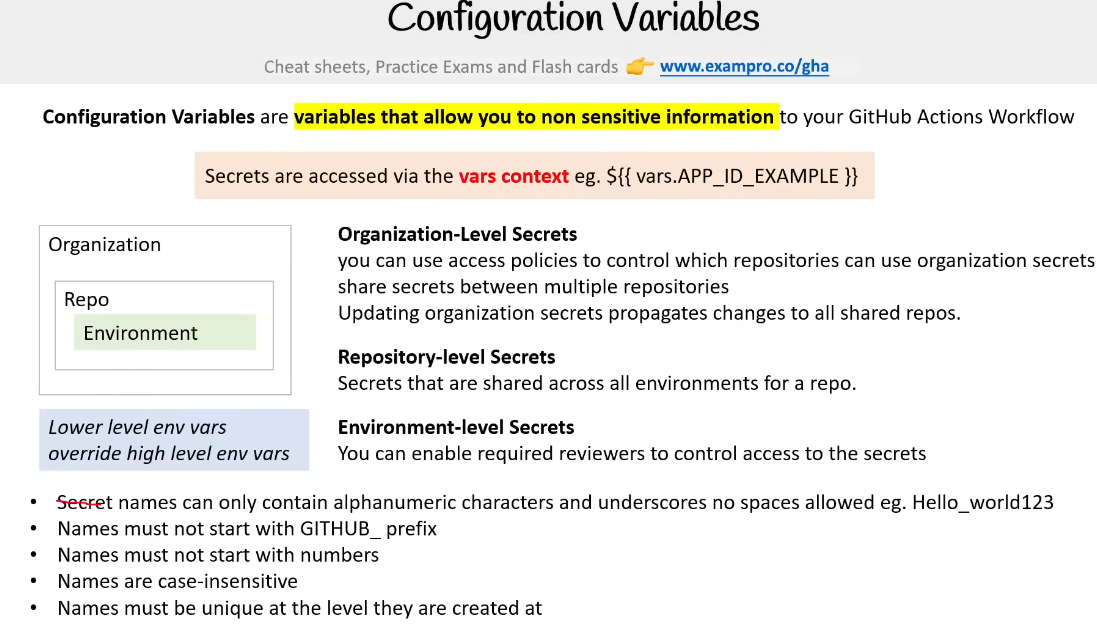 Configuration Variables
Cheat sheets, Practice Exams and Flash cards 👉 www.exampro.co/gha
Configuration Variables are variables that allow you to non sensitive information to your GitHub Actions Workflow
Secrets are accessed via the vars context eg. ${{ vars.APP_ID_EXAMPLE }}
Organization
Repo
Environment
Lower level env vars
override high level env vars
Organization-Level Secrets
you can use access policies to control which repositories can use organization secrets
share secrets between multiple repositories
Updating organization secrets propagates changes to all shared repos.
Repository-level Secrets
Secrets that are shared across all environments for a repo.
Environment-level Secrets
You can enable required reviewers to control access to the secrets
• Secret names can only contain alphanumeric characters and underscores no spaces allowed eg. Hello_world123
• Names must not start with GITHUB_ prefix
• Names must not start with numbers
• Names are case-insensitive
• Names must be unique at the level they are created at